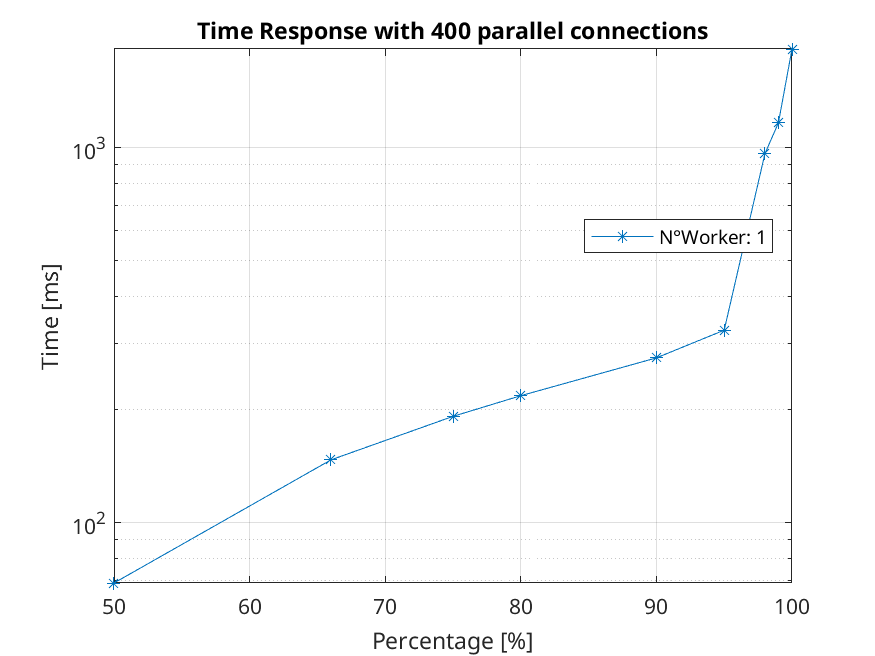 Time Response with 400 parallel connections
10^3
N°Worker: 1
Time [ms]
10^2
50 60 70 80 90 100
Percentage [%]